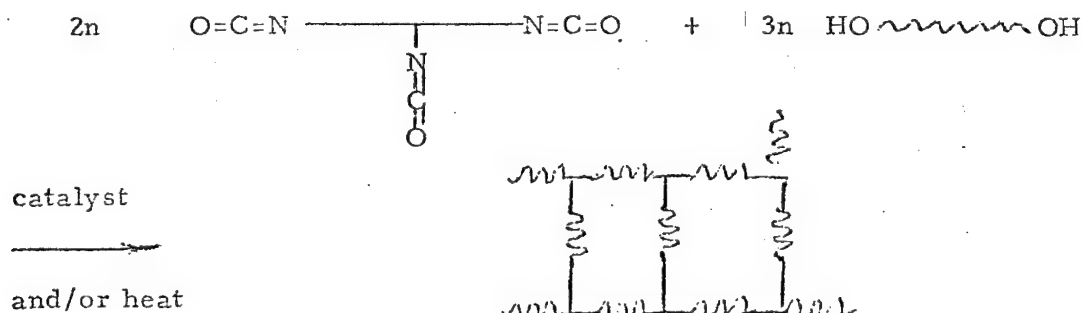 2n O=C=N N=C=O + 3n HO OH
N
C
O
catalyst
and/or heat